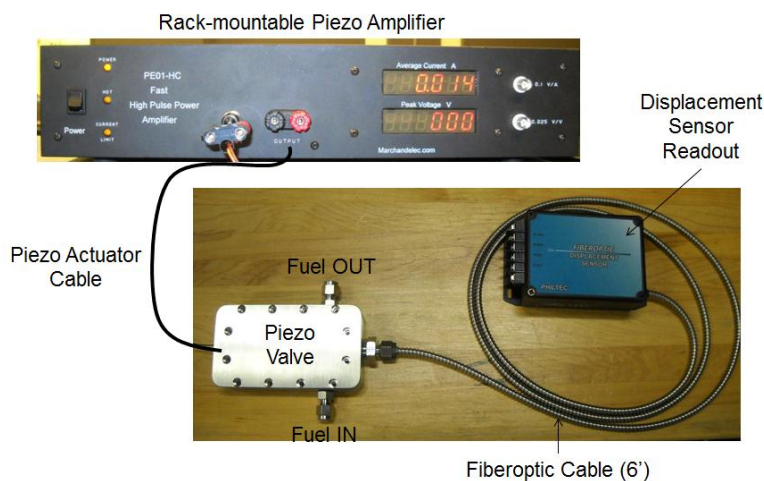 Rack-mountable Piezo Amplifier
POWER
HOT
CURRENT
LIMIT
Power
PE01-HC
Fast
High Pulse Power
Amplifier
OUTPUT
Average Current A
0.014
Peak Voltage V
000
Marchandelec.com
0.1 V/A
0.025 V/V
Displacement
Sensor
Readout
Piezo Actuator
Cable
Fuel OUT
Piezo
Valve
Fuel IN
FIBEROPTIC
DISPLACEMENT
SENSOR
PHILTEC
Fiberoptic Cable (6')